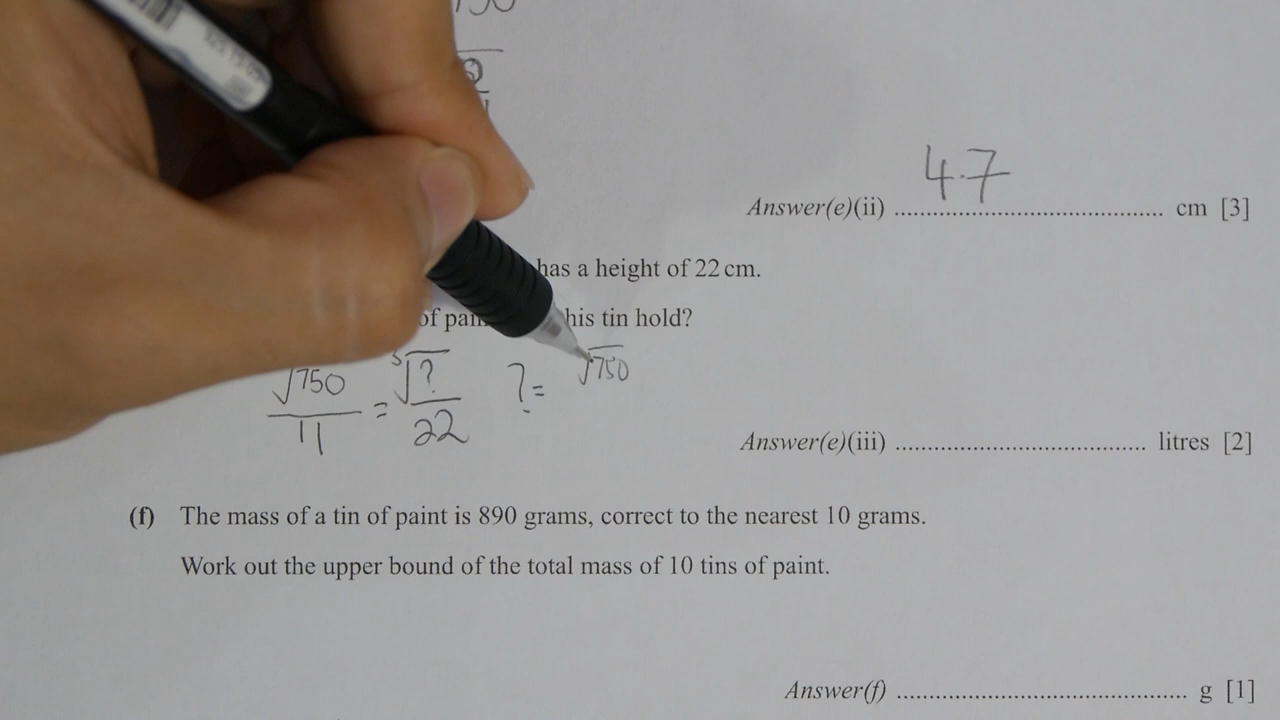 4.7
Answer(e)(ii) ........................................ cm [3]
has a height of 22 cm.
of his tin hold?
√750 / 11 = ³√? / 22 ? = √750
Answer(e)(iii) ..................................... litres [2]
(f) The mass of a tin of paint is 890 grams, correct to the nearest 10 grams.
Work out the upper bound of the total mass of 10 tins of paint.
Answer(f) ........................................... g [1]